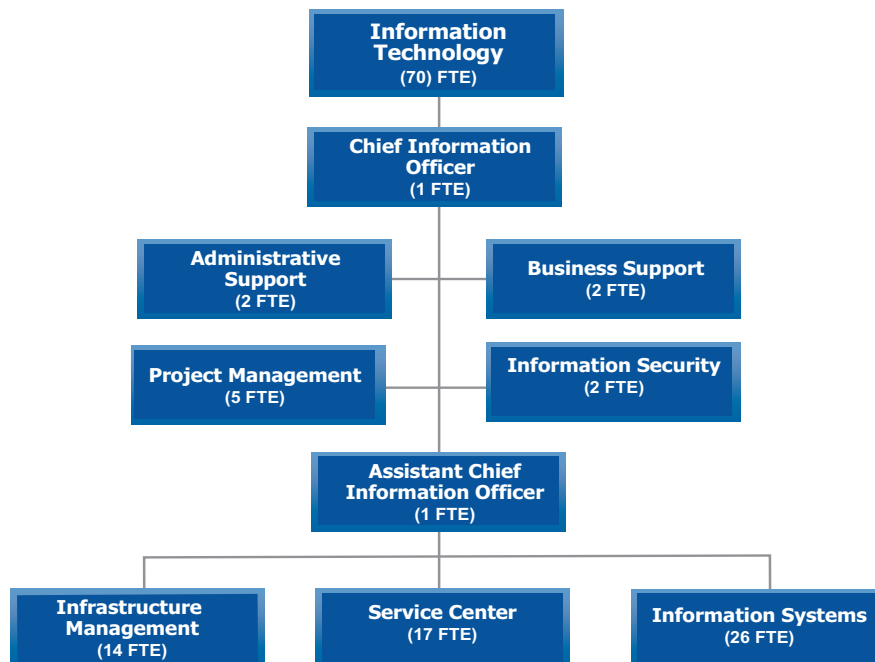 Information
Technology
(70) FTE)
Chief Information
Officer
(1 FTE)
Administrative
Support
(2 FTE)
Business Support
(2 FTE)
Project Management
(5 FTE)
Information Security
(2 FTE)
Assistant Chief
Information Officer
(1 FTE)
Infrastructure
Management
(14 FTE)
Service Center
(17 FTE)
Information Systems
(26 FTE)